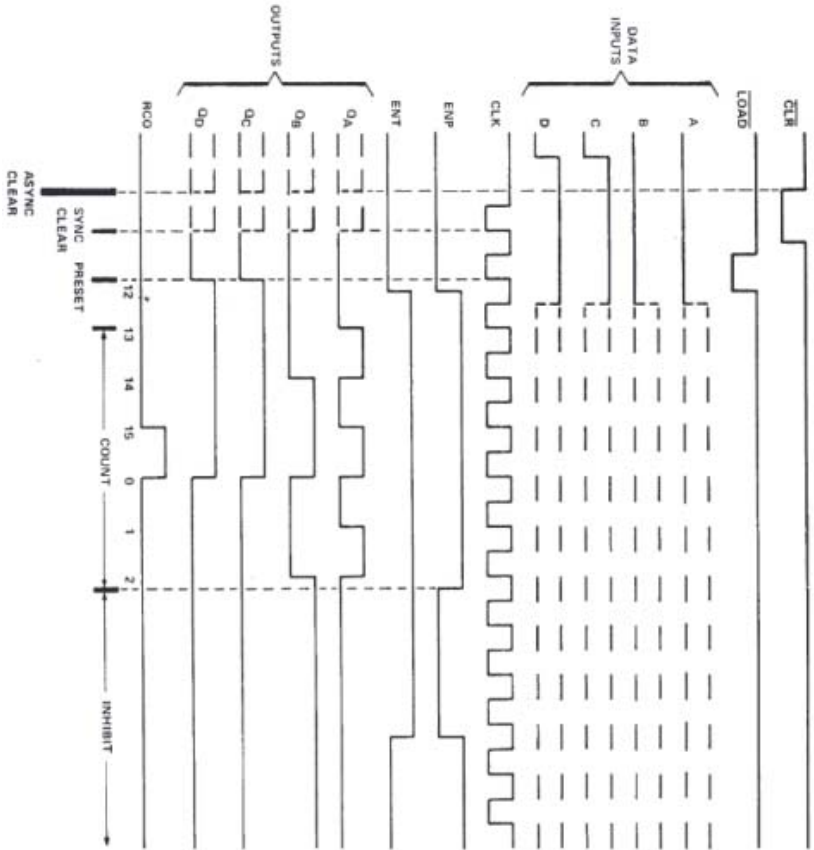 CLR
LOAD
A
B
DATA
INPUTS
C
D
CLK
ENP
ENT
QA
QB
OUTPUTS
QC
QD
RCO
12 13 14 15 0 1 2
COUNT INHIBIT
SYNC PRESET
CLEAR
ASYNC
CLEAR